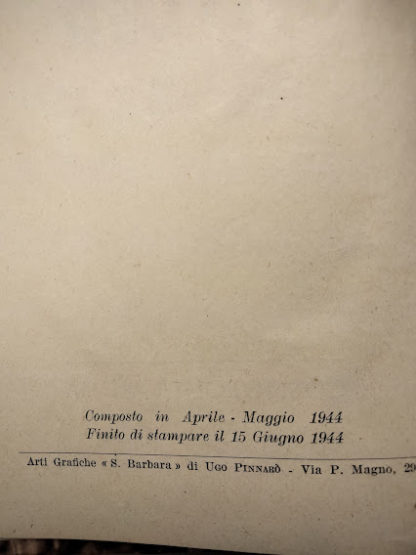 Composto in Aprile - Maggio 1944
Finito di stampare il 15 Giugno 1944
Arti Grafiche « S. Barbara » di Ugo Pinnarò - Via P. Magno, 29